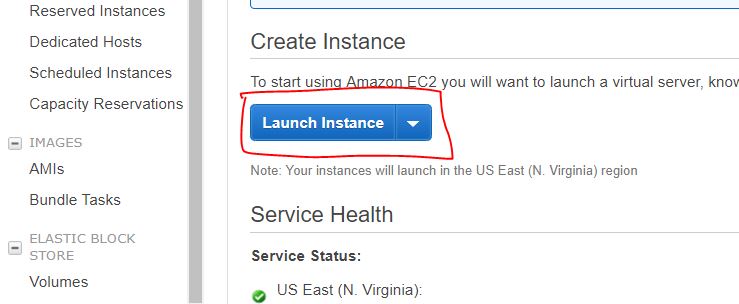 Reserved Instances
Dedicated Hosts
Scheduled Instances
Capacity Reservations
IMAGES
AMIs
Bundle Tasks
ELASTIC BLOCK
STORE
Volumes
Create Instance
To start using Amazon EC2 you will want to launch a virtual server, know
Launch Instance
Note: Your instances will launch in the US East (N. Virginia) region
Service Health
Service Status:
US East (N. Virginia):